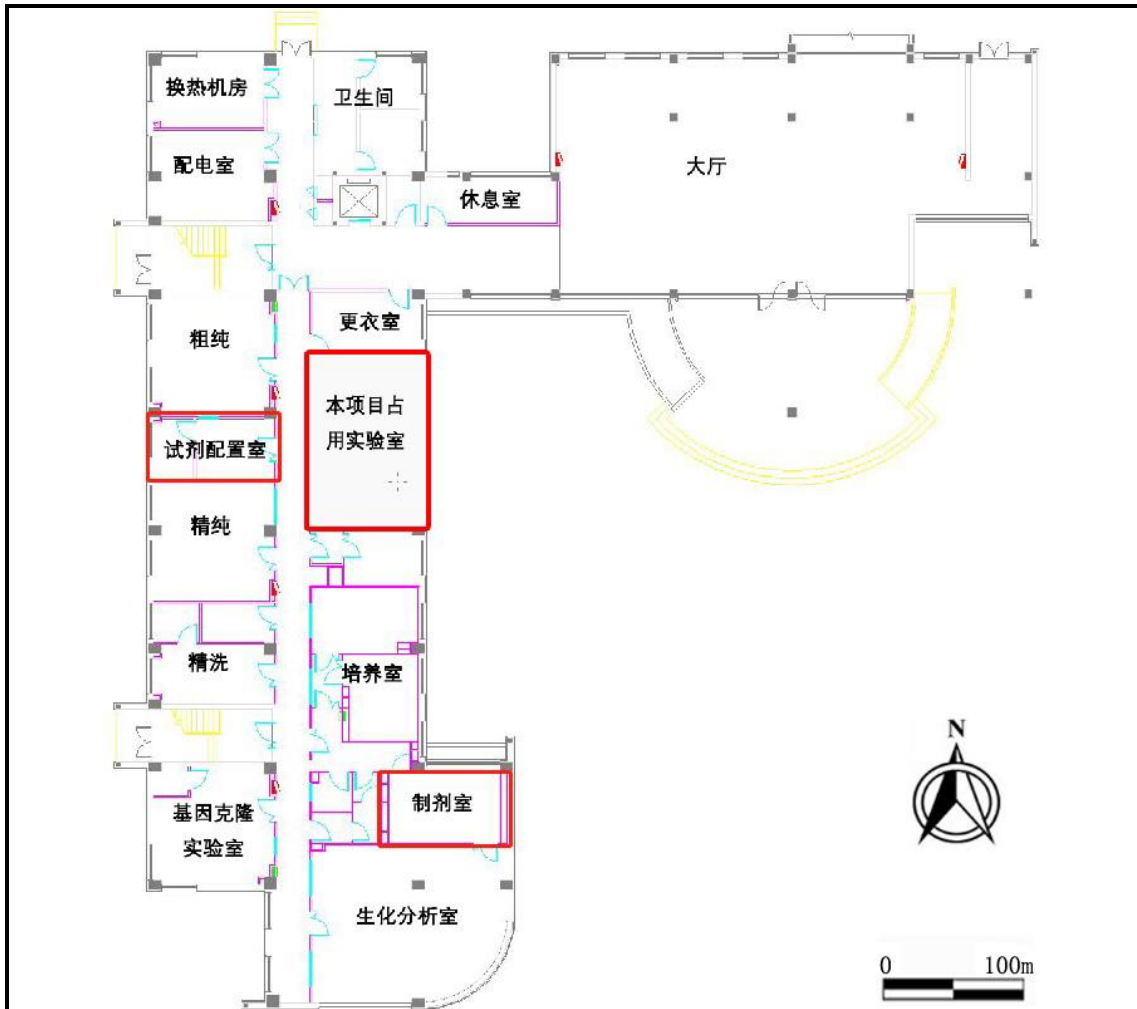 换热机房
卫生间
配电室
大厅
休息室
粗纯
更衣室
本项目占
用实验室
试剂配置室
精纯
精洗
培养室
N
制剂室
基因克隆
实验室
生化分析室
0 100m